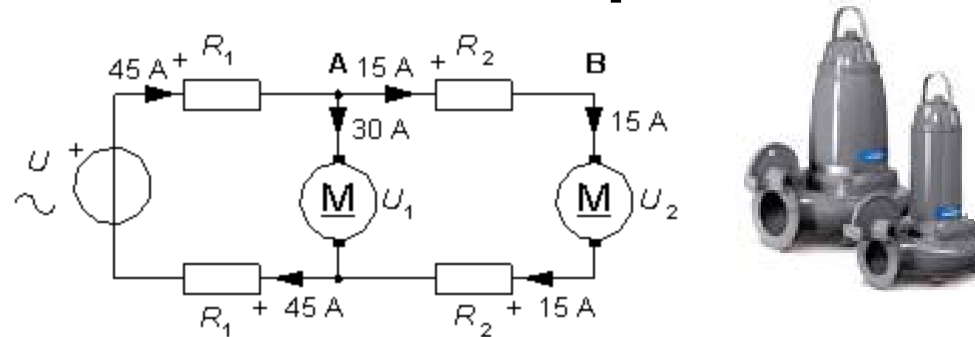 45 A + R1 A 15 A + R2 B
30 A 15 A
U + M U1 M U2
R1 + 45 A R2 + 15 A